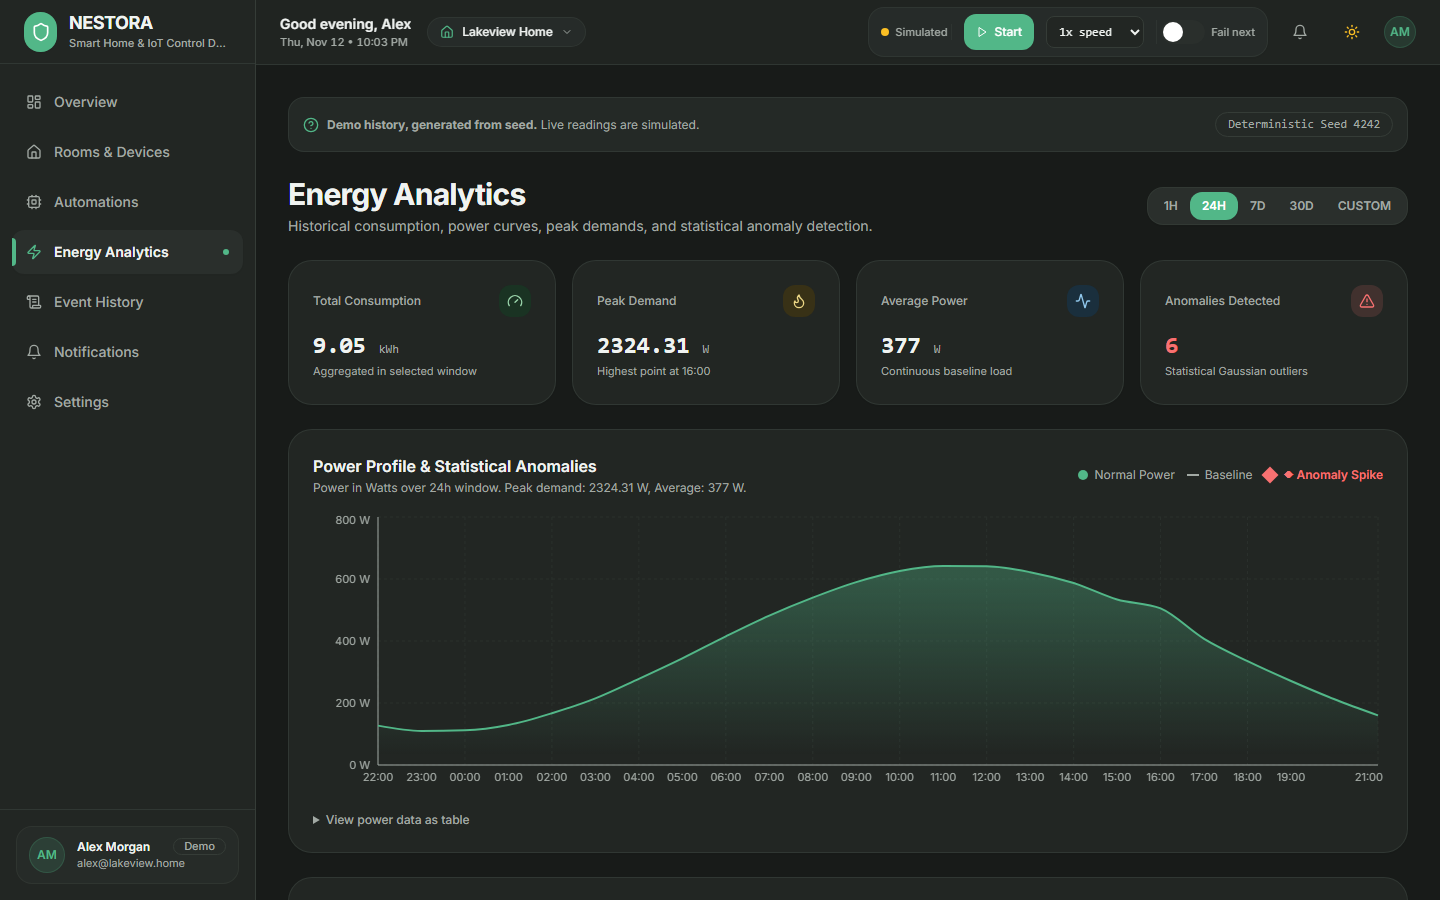 NESTORA
Smart Home & IoT Control D...
Overview
Rooms & Devices
Automations
Energy Analytics
Event History
Notifications
Settings
AM
Alex Morgan
Demo
alex@lakeview.home
Good evening, Alex
Thu, Nov 12 • 10:03 PM
Lakeview Home
Simulated
Start
1x speed
Fail next
AM
Demo history, generated from seed. Live readings are simulated.
Deterministic Seed 4242
Energy Analytics
Historical consumption, power curves, peak demands, and statistical anomaly detection.
1H 24H 7D 30D CUSTOM
Total Consumption
9.05 kWh
Aggregated in selected window
Peak Demand
2324.31 W
Highest point at 16:00
Average Power
377 W
Continuous baseline load
Anomalies Detected
6
Statistical Gaussian outliers
Power Profile & Statistical Anomalies
Power in Watts over 24h window. Peak demand: 2324.31 W, Average: 377 W.
Normal Power Baseline Anomaly Spike
800 W
600 W
400 W
200 W
0 W
22:00 23:00 00:00 01:00 02:00 03:00 04:00 05:00 06:00 07:00 08:00 09:00 10:00 11:00 12:00 13:00 14:00 15:00 16:00 17:00 18:00 19:00 21:00
View power data as table